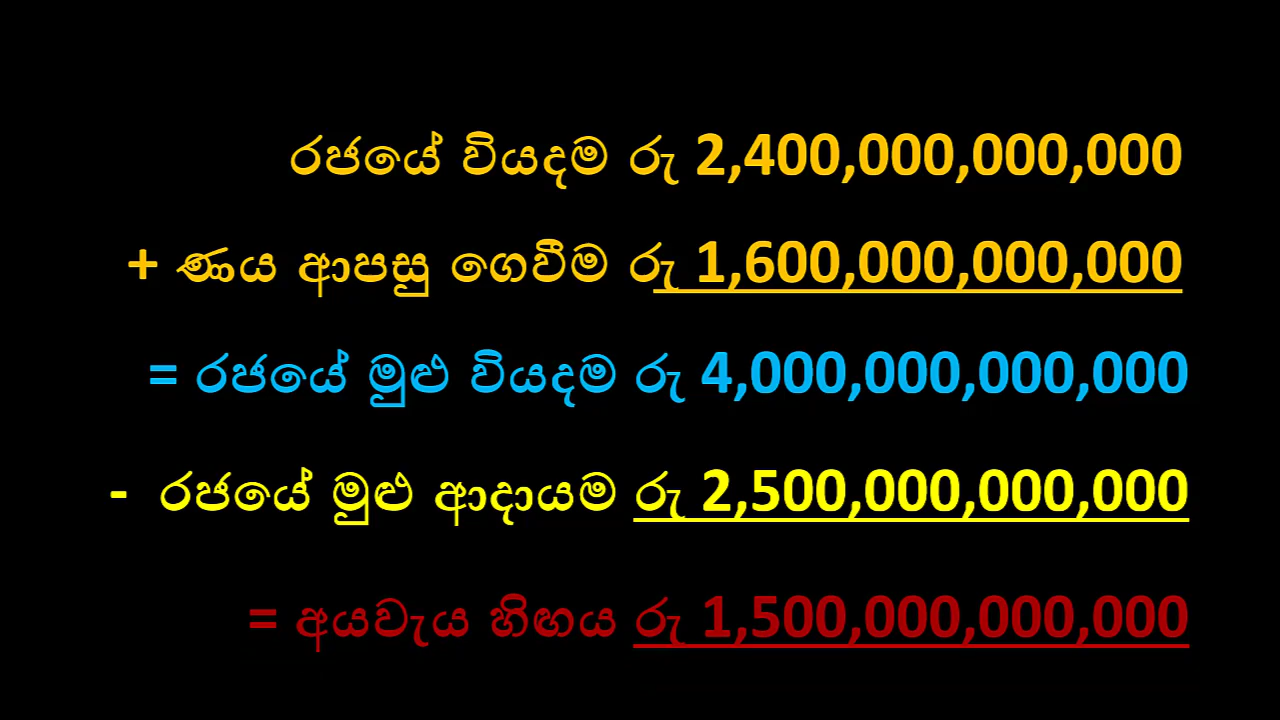 රජයේ වියදම රු 2,400,000,000,000
+ ණය ආපසු ගෙවීම රු 1,600,000,000,000
= රජයේ මුළු වියදම රු 4,000,000,000,000
- රජයේ මුළු ආදායම රු 2,500,000,000,000
= අයවැය හිඟය රු 1,500,000,000,000